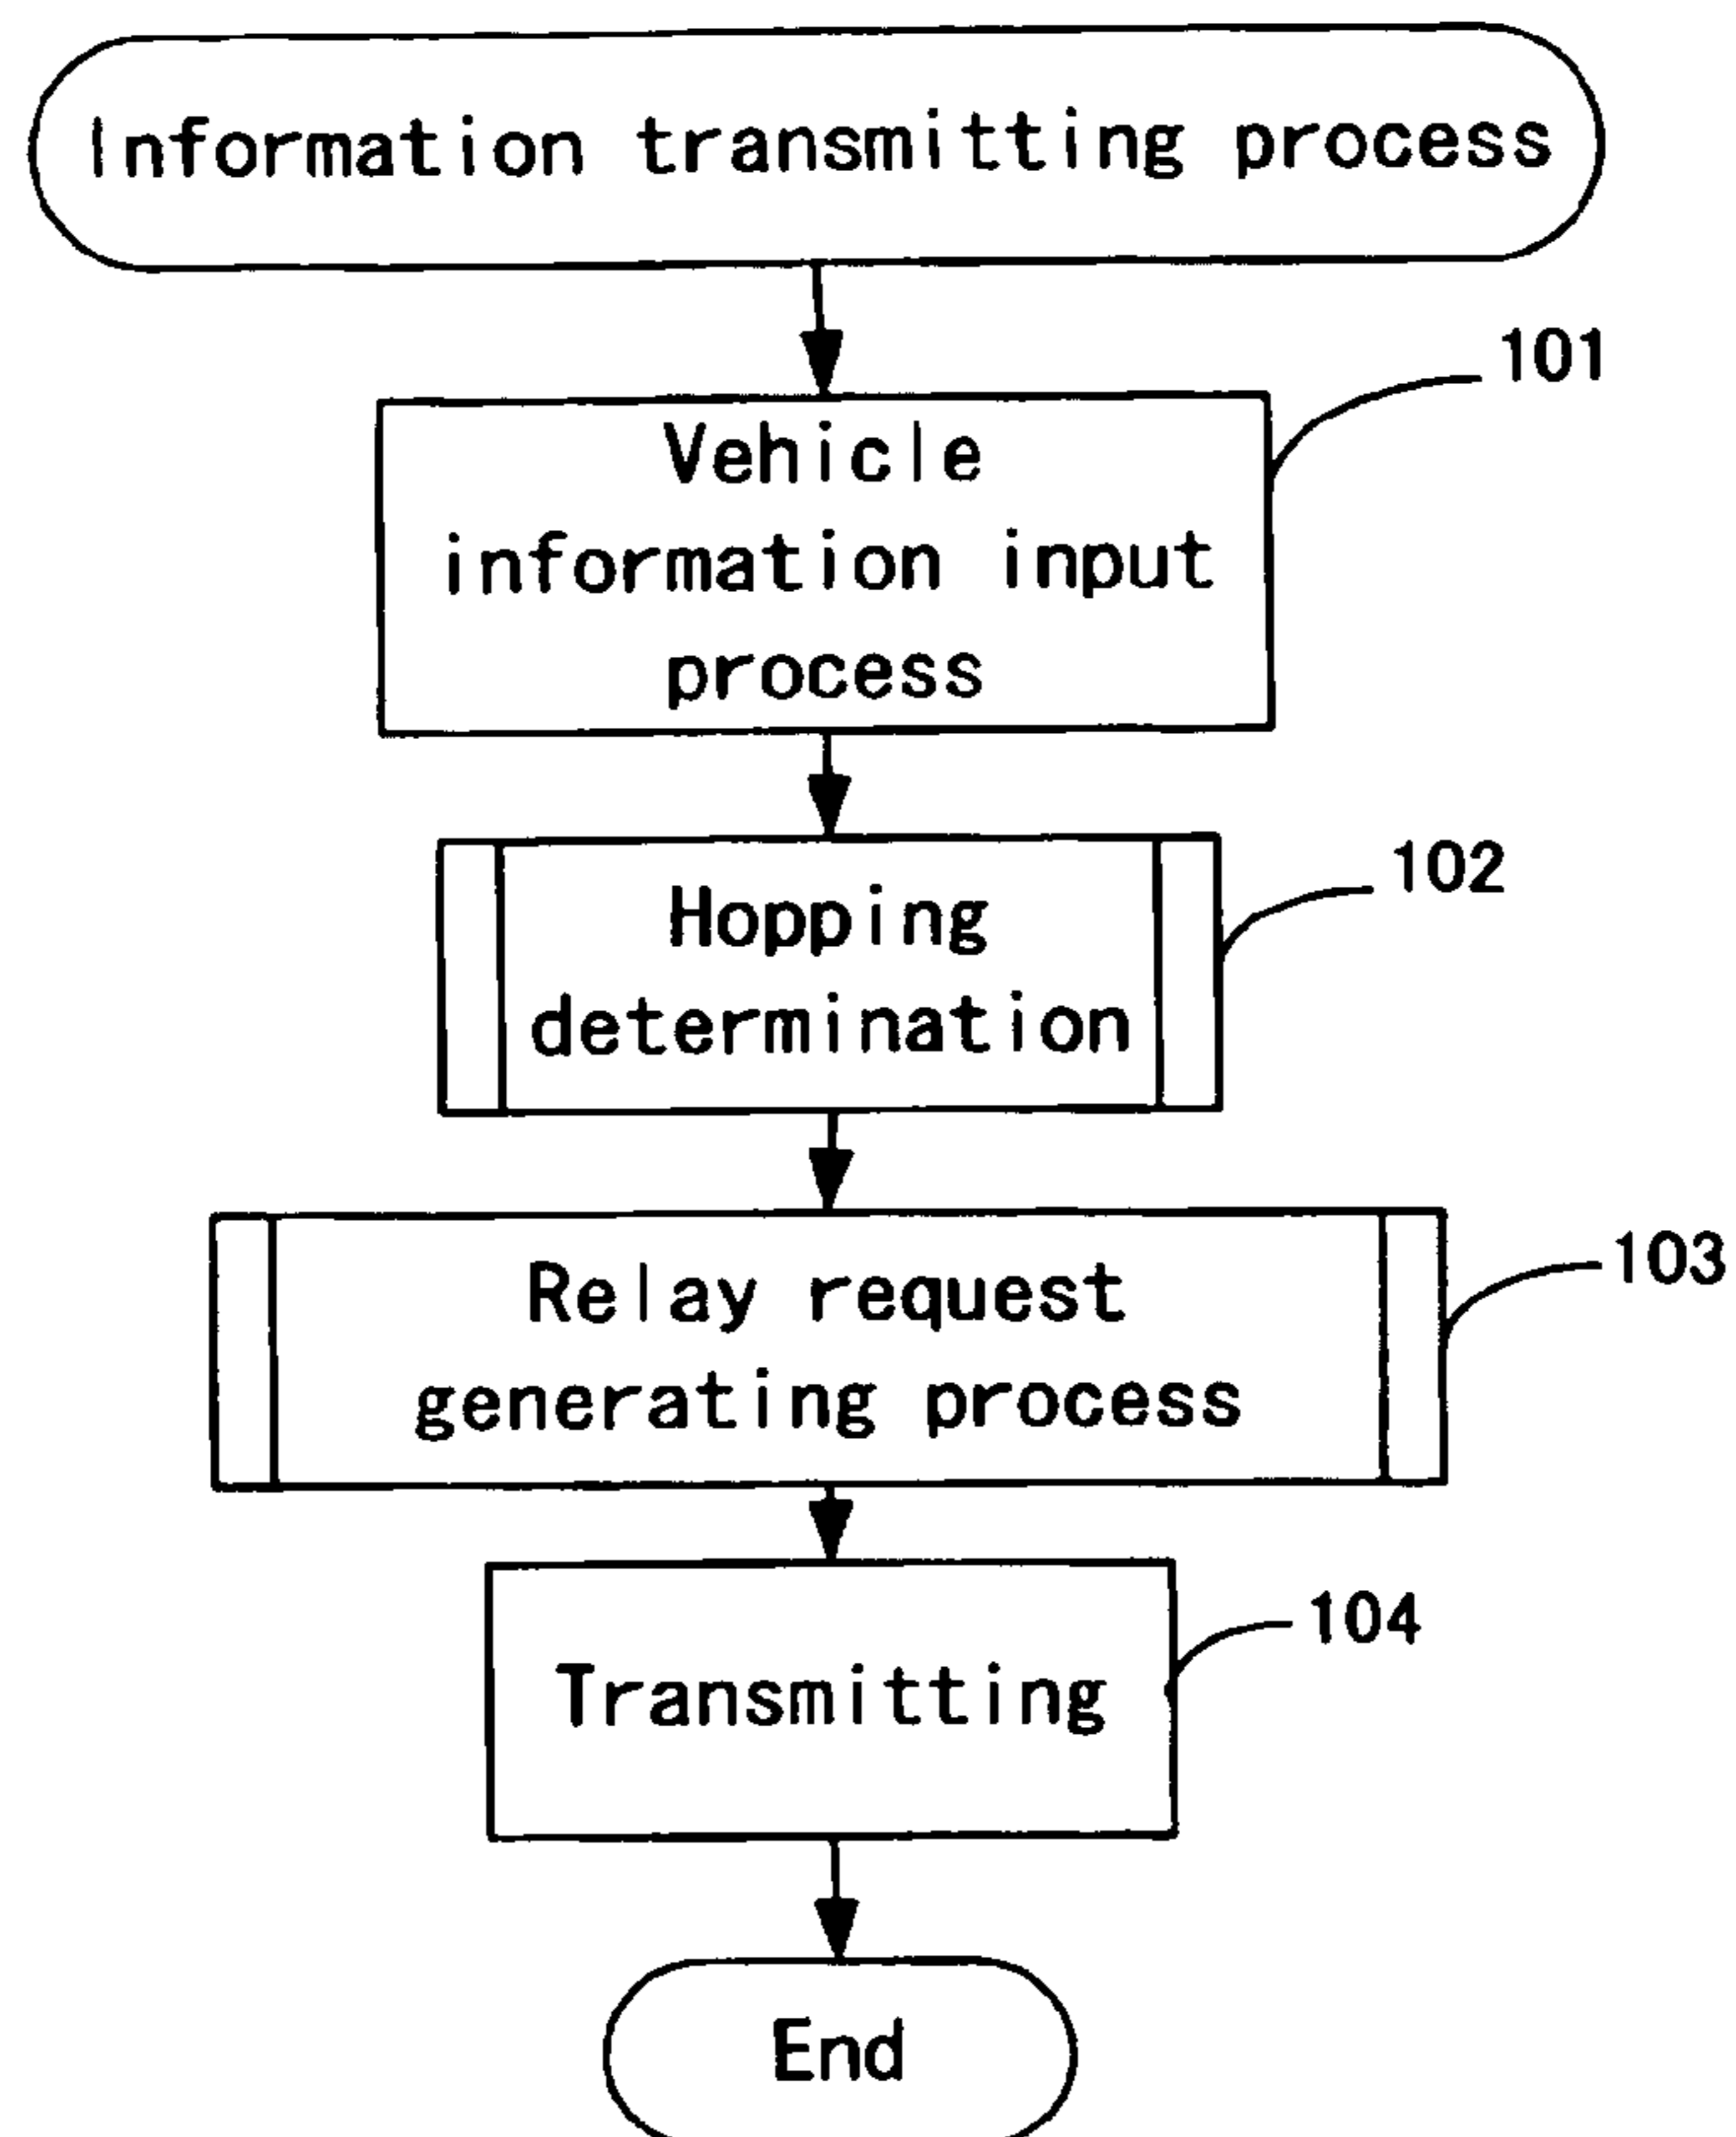 Information transmitting process
101
Vehicle
information input
process
102
Hopping
determination
103
Relay request
generating process
104
Transmitting
End